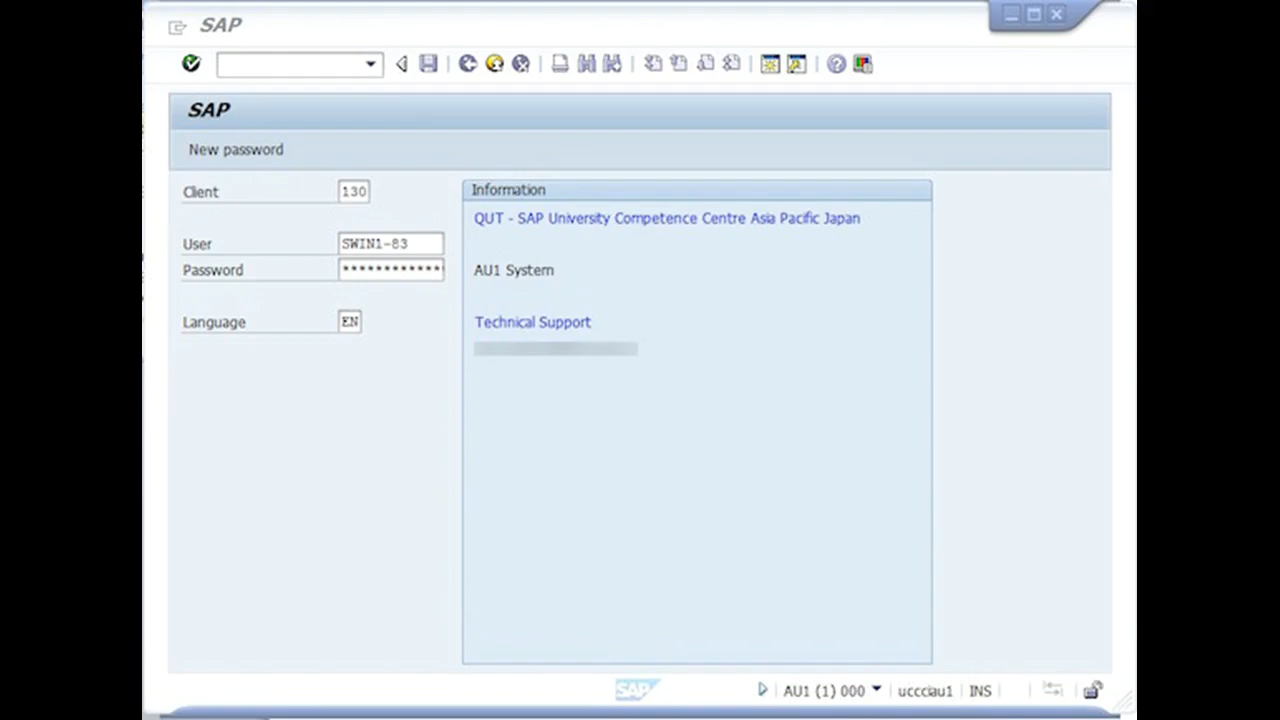 SAP
SAP
New password
Client 130
Information
QUT - SAP University Competence Centre Asia Pacific Japan
User SWIN1-83
Password ************
AU1 System
Language EN
Technical Support
SAP
AU1 (1) 000
uccciau1
INS